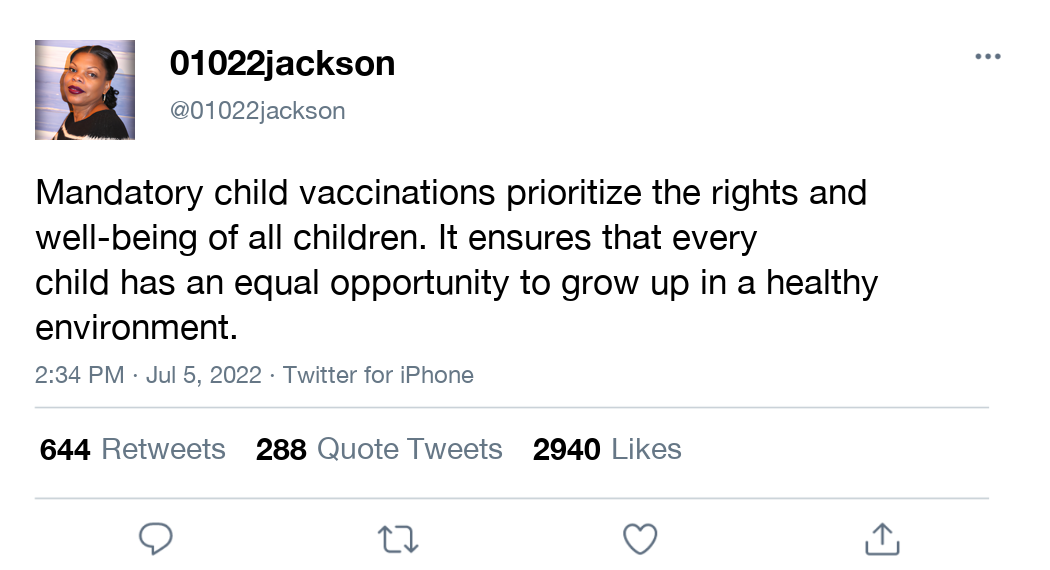 01022jackson
@01022jackson
Mandatory child vaccinations prioritize the rights and
well-being of all children. It ensures that every
child has an equal opportunity to grow up in a healthy
environment.
2:34 PM · Jul 5, 2022 · Twitter for iPhone
644 Retweets 288 Quote Tweets 2940 Likes